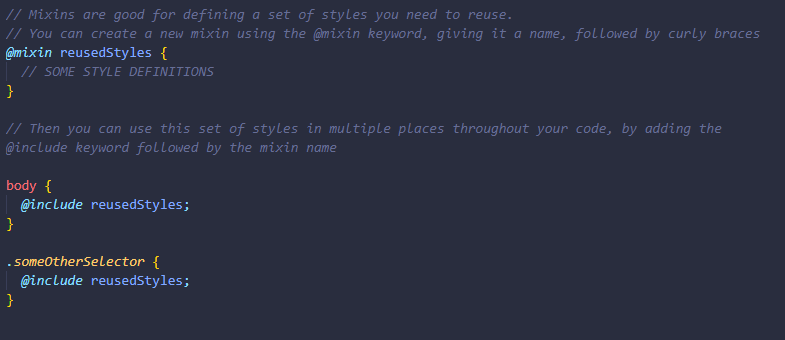 // Mixins are good for defining a set of styles you need to reuse.
// You can create a new mixin using the @mixin keyword, giving it a name, followed by curly braces
@mixin reusedStyles {
  // SOME STYLE DEFINITIONS
}
// Then you can use this set of styles in multiple places throughout your code, by adding the
@include keyword followed by the mixin name
body {
  @include reusedStyles;
}
.someOtherSelector {
  @include reusedStyles;
}